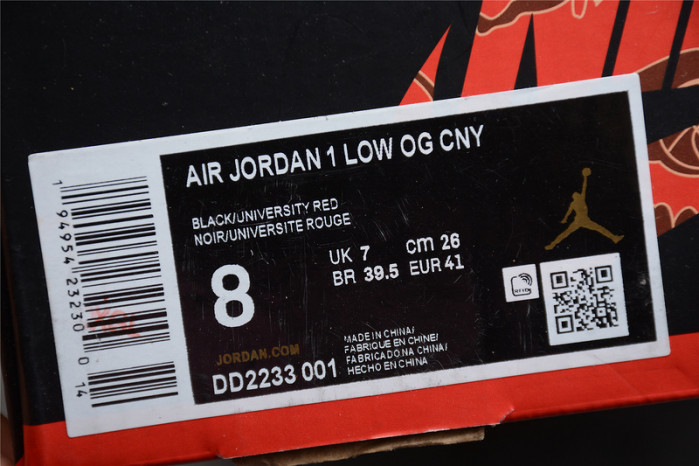 AIR JORDAN 1 LOW OG CNY
BLACK/UNIVERSITY RED
NOIR/UNIVERSITE ROUGE
8
UK 7 cm 26
BR 39.5 EUR 41
JORDAN.COM
DD2233 001
MADE IN CHINA/
FABRIQUE EN CHINE/
FABRICADO NA CHINA/
HECHO EN CHINA
1 94954 23230 0 14